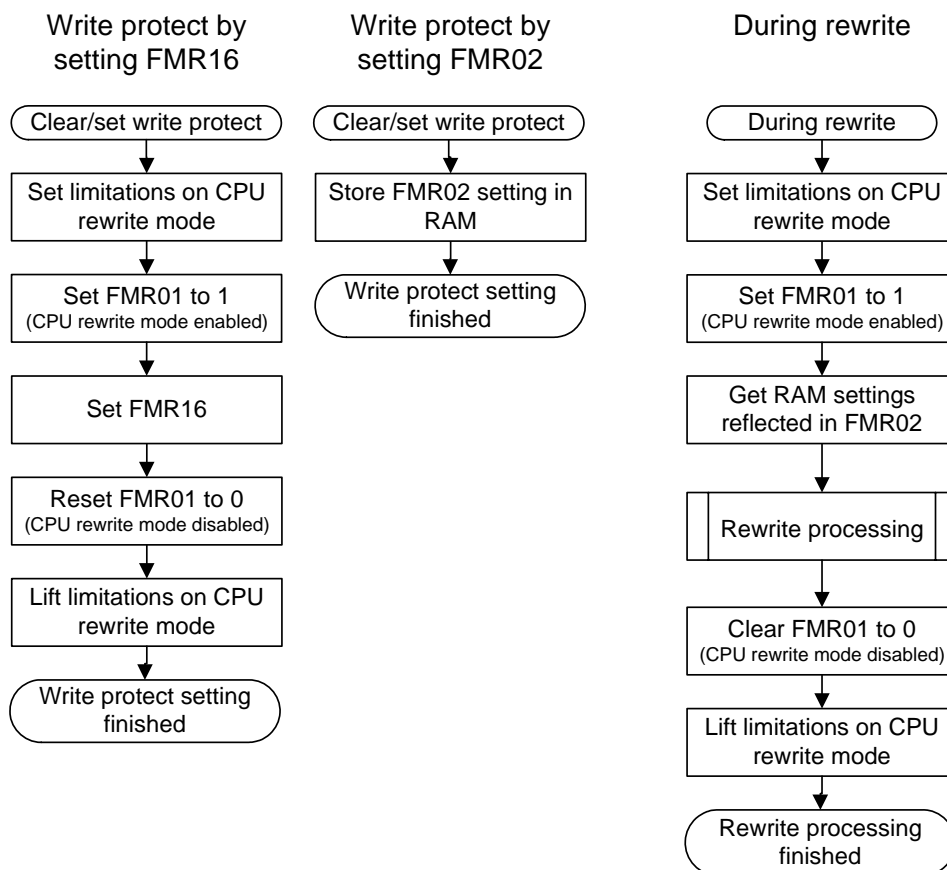 Write protect by
setting FMR16
Clear/set write protect
Set limitations on CPU
rewrite mode
Set FMR01 to 1
(CPU rewrite mode enabled)
Set FMR16
Reset FMR01 to 0
(CPU rewrite mode disabled)
Lift limitations on CPU
rewrite mode
Write protect setting
finished
Write protect by
setting FMR02
Clear/set write protect
Store FMR02 setting in
RAM
Write protect setting
finished
During rewrite
During rewrite
Set limitations on CPU
rewrite mode
Set FMR01 to 1
(CPU rewrite mode enabled)
Get RAM settings
reflected in FMR02
Rewrite processing
Clear FMR01 to 0
(CPU rewrite mode disabled)
Lift limitations on CPU
rewrite mode
Rewrite processing
finished